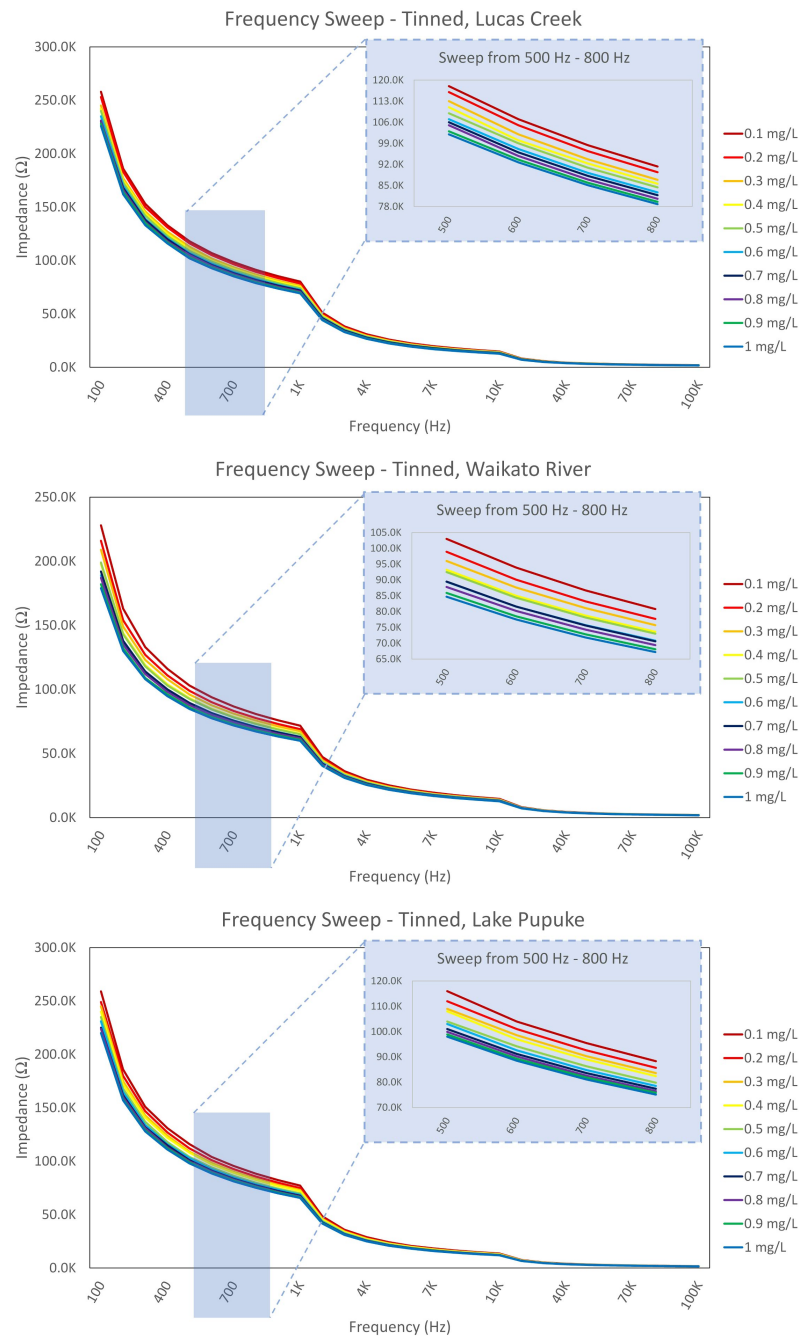 Frequency Sweep - Tinned, Lucas Creek
300.0K
250.0K
200.0K
150.0K
100.0K
50.0K
0.0K
Impedance (Ω)
100
400
700
1K
4K
7K
10K
40K
70K
100K
Frequency (Hz)
Sweep from 500 Hz - 800 Hz
120.0K
113.0K
106.0K
99.0K
92.0K
85.0K
78.0K
500
600
700
800
0.1 mg/L
0.2 mg/L
0.3 mg/L
0.4 mg/L
0.5 mg/L
0.6 mg/L
0.7 mg/L
0.8 mg/L
0.9 mg/L
1 mg/L
Frequency Sweep - Tinned, Waikato River
250.0K
200.0K
150.0K
100.0K
50.0K
0.0K
Impedance (Ω)
100
400
700
1K
4K
7K
10K
40K
70K
100K
Frequency (Hz)
Sweep from 500 Hz - 800 Hz
105.0K
100.0K
95.0K
90.0K
85.0K
80.0K
75.0K
70.0K
65.0K
500
600
700
800
0.1 mg/L
0.2 mg/L
0.3 mg/L
0.4 mg/L
0.5 mg/L
0.6 mg/L
0.7 mg/L
0.8 mg/L
0.9 mg/L
1 mg/L
Frequency Sweep - Tinned, Lake Pupuke
300.0K
250.0K
200.0K
150.0K
100.0K
50.0K
0.0K
Impedance (Ω)
100
400
700
1K
4K
7K
10K
40K
70K
100K
Frequency (Hz)
Sweep from 500 Hz - 800 Hz
120.0K
110.0K
100.0K
90.0K
80.0K
70.0K
500
600
700
800
0.1 mg/L
0.2 mg/L
0.3 mg/L
0.4 mg/L
0.5 mg/L
0.6 mg/L
0.7 mg/L
0.8 mg/L
0.9 mg/L
1 mg/L